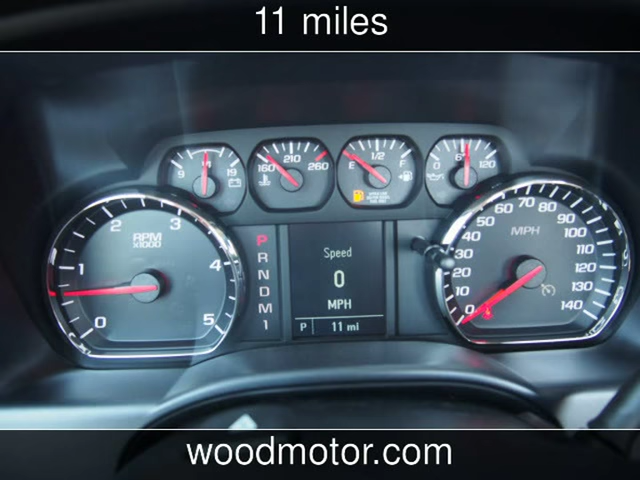 11 miles
9 14 19
160 210 260
E 1/2 F
0 60 120
0 1 2 3 4 5
RPM
x1000
P
R
N
D
M
1
Speed
0
MPH
P 11 mi
0 10 20 30 40 50 60 70 80 90 100 110 120 130 140
MPH
woodmotor.com